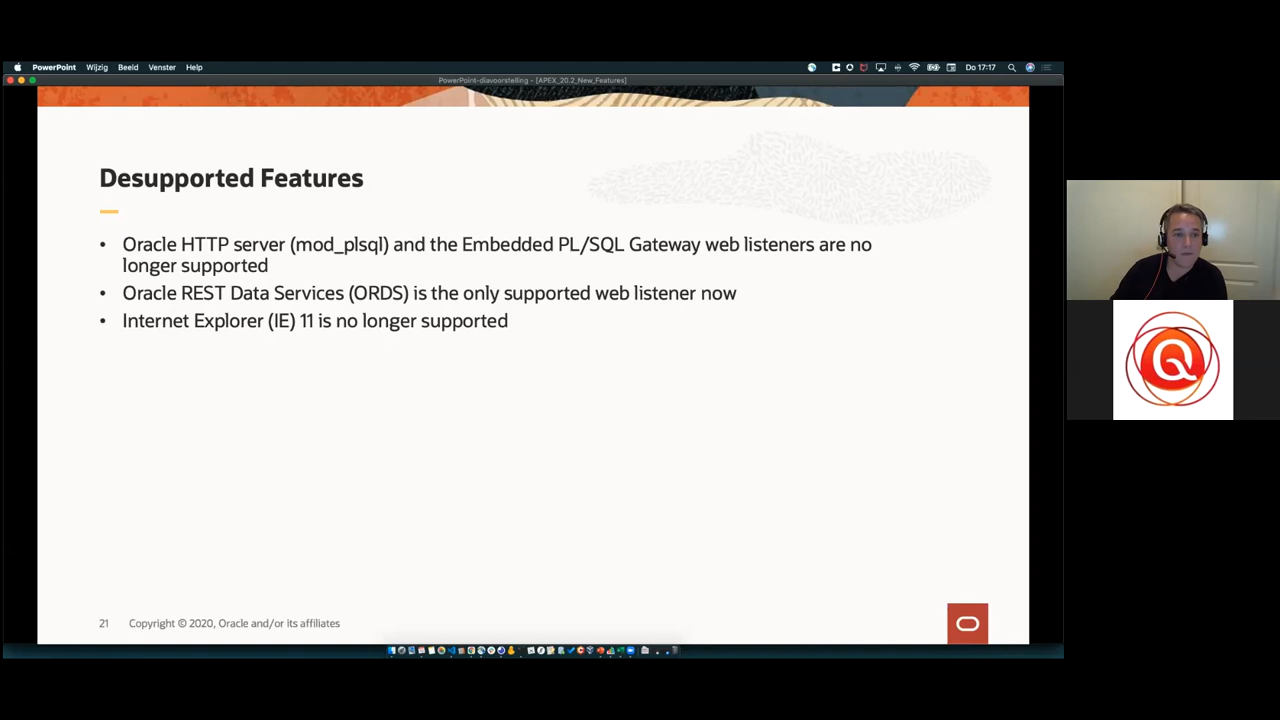 PowerPoint Wijzig Beeld Venster Help
Do 17:17
PowerPoint-diavoorstelling - [APEX_20.2_New_Features]
Desupported Features
• Oracle HTTP server (mod_plsql) and the Embedded PL/SQL Gateway web listeners are no
longer supported
• Oracle REST Data Services (ORDS) is the only supported web listener now
• Internet Explorer (IE) 11 is no longer supported
21 Copyright © 2020, Oracle and/or its affiliates
Q